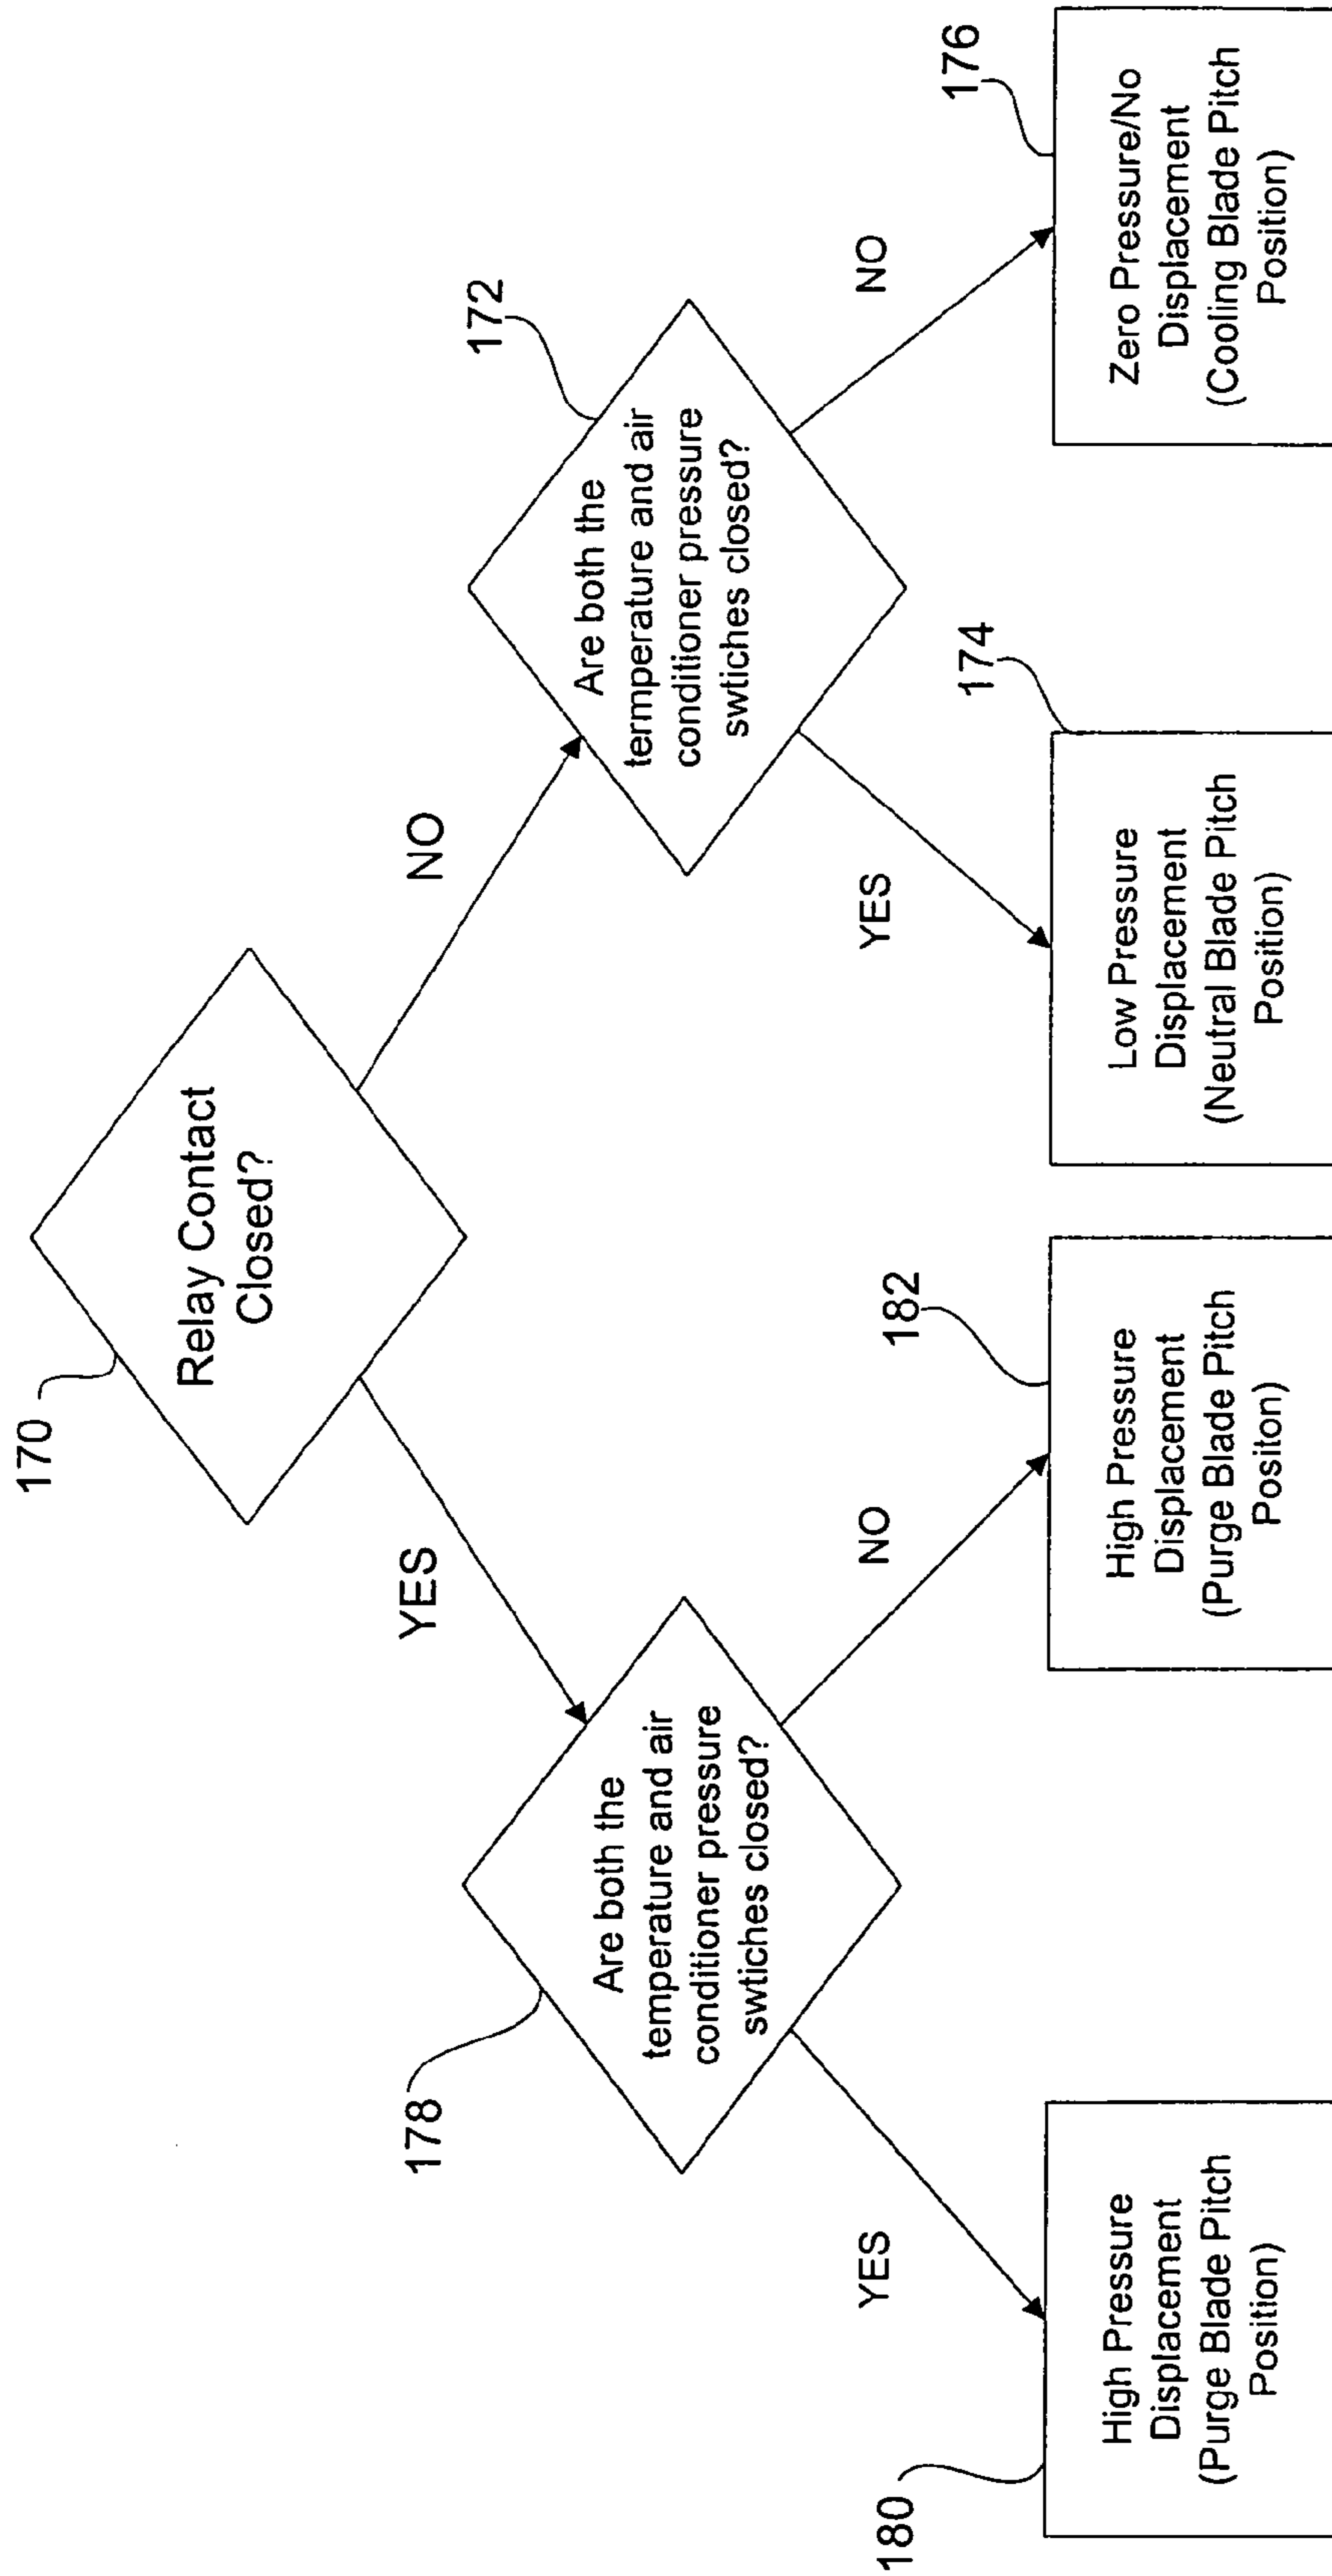 170
Relay Contact
Closed?
YES
NO
178
Are both the
temperature and air
conditioner pressure
swtiches closed?
172
Are both the
termperature and air
conditioner pressure
swtiches closed?
YES
NO
YES
NO
180
High Pressure
Displacement
(Purge Blade Pitch
Position)
182
High Pressure
Displacement
(Purge Blade Pitch
Positon)
174
Low Pressure
Displacement
(Neutral Blade Pitch
Position)
176
Zero Pressure/No
Displacement
(Cooling Blade Pitch
Position)